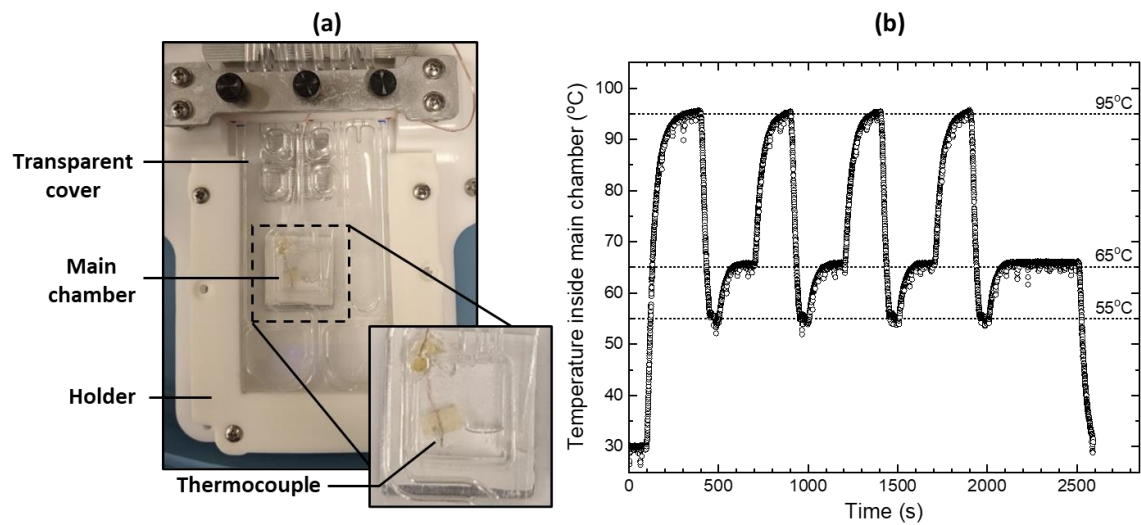 (a)
Transparent
cover
Main
chamber
Holder
Thermocouple
(b)
Temperature inside main chamber (°C)
100
90
80
70
60
50
40
30
95°C
65°C
55°C
0 500 1000 1500 2000 2500
Time (s)